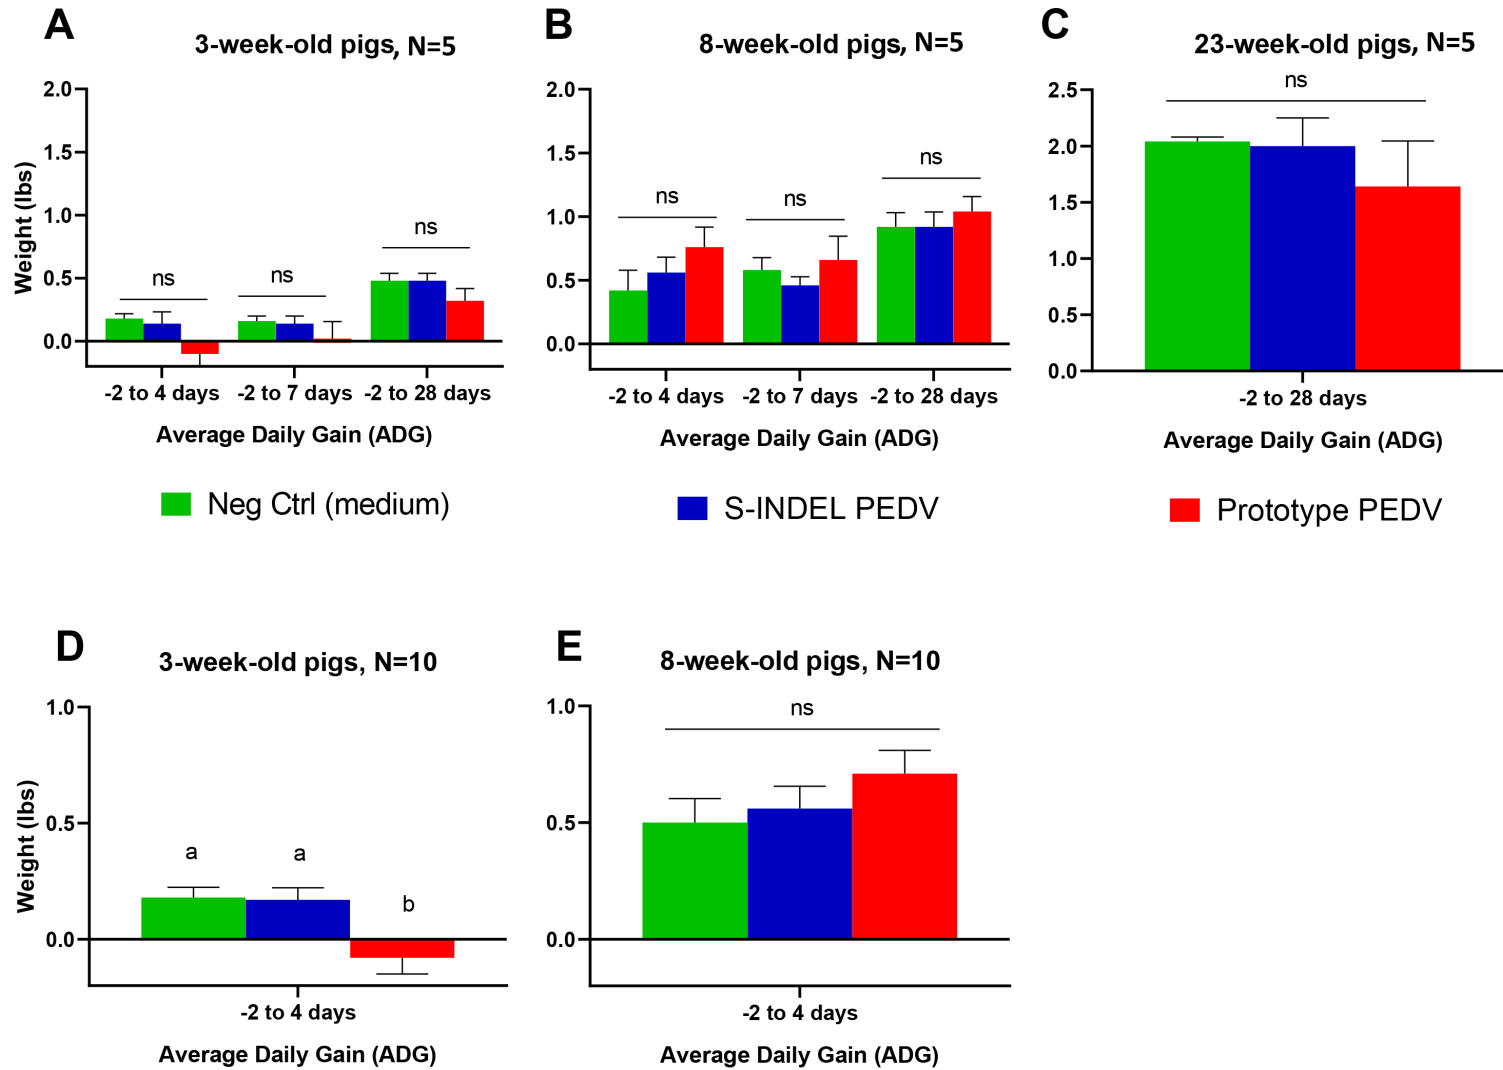 A
3-week-old pigs, N=5
2.0
1.5
1.0
0.5
0.0
Weight (lbs)
ns
ns
ns
-2 to 4 days
-2 to 7 days
-2 to 28 days
Average Daily Gain (ADG)
B
8-week-old pigs, N=5
2.0
1.5
1.0
0.5
0.0
ns
ns
ns
-2 to 4 days
-2 to 7 days
-2 to 28 days
Average Daily Gain (ADG)
C
23-week-old pigs, N=5
2.5
2.0
1.5
1.0
0.5
0.0
ns
-2 to 28 days
Average Daily Gain (ADG)
Neg Ctrl (medium)
S-INDEL PEDV
Prototype PEDV
D
3-week-old pigs, N=10
1.0
0.5
0.0
Weight (lbs)
a
a
b
-2 to 4 days
Average Daily Gain (ADG)
E
8-week-old pigs, N=10
1.0
0.5
0.0
ns
-2 to 4 days
Average Daily Gain (ADG)